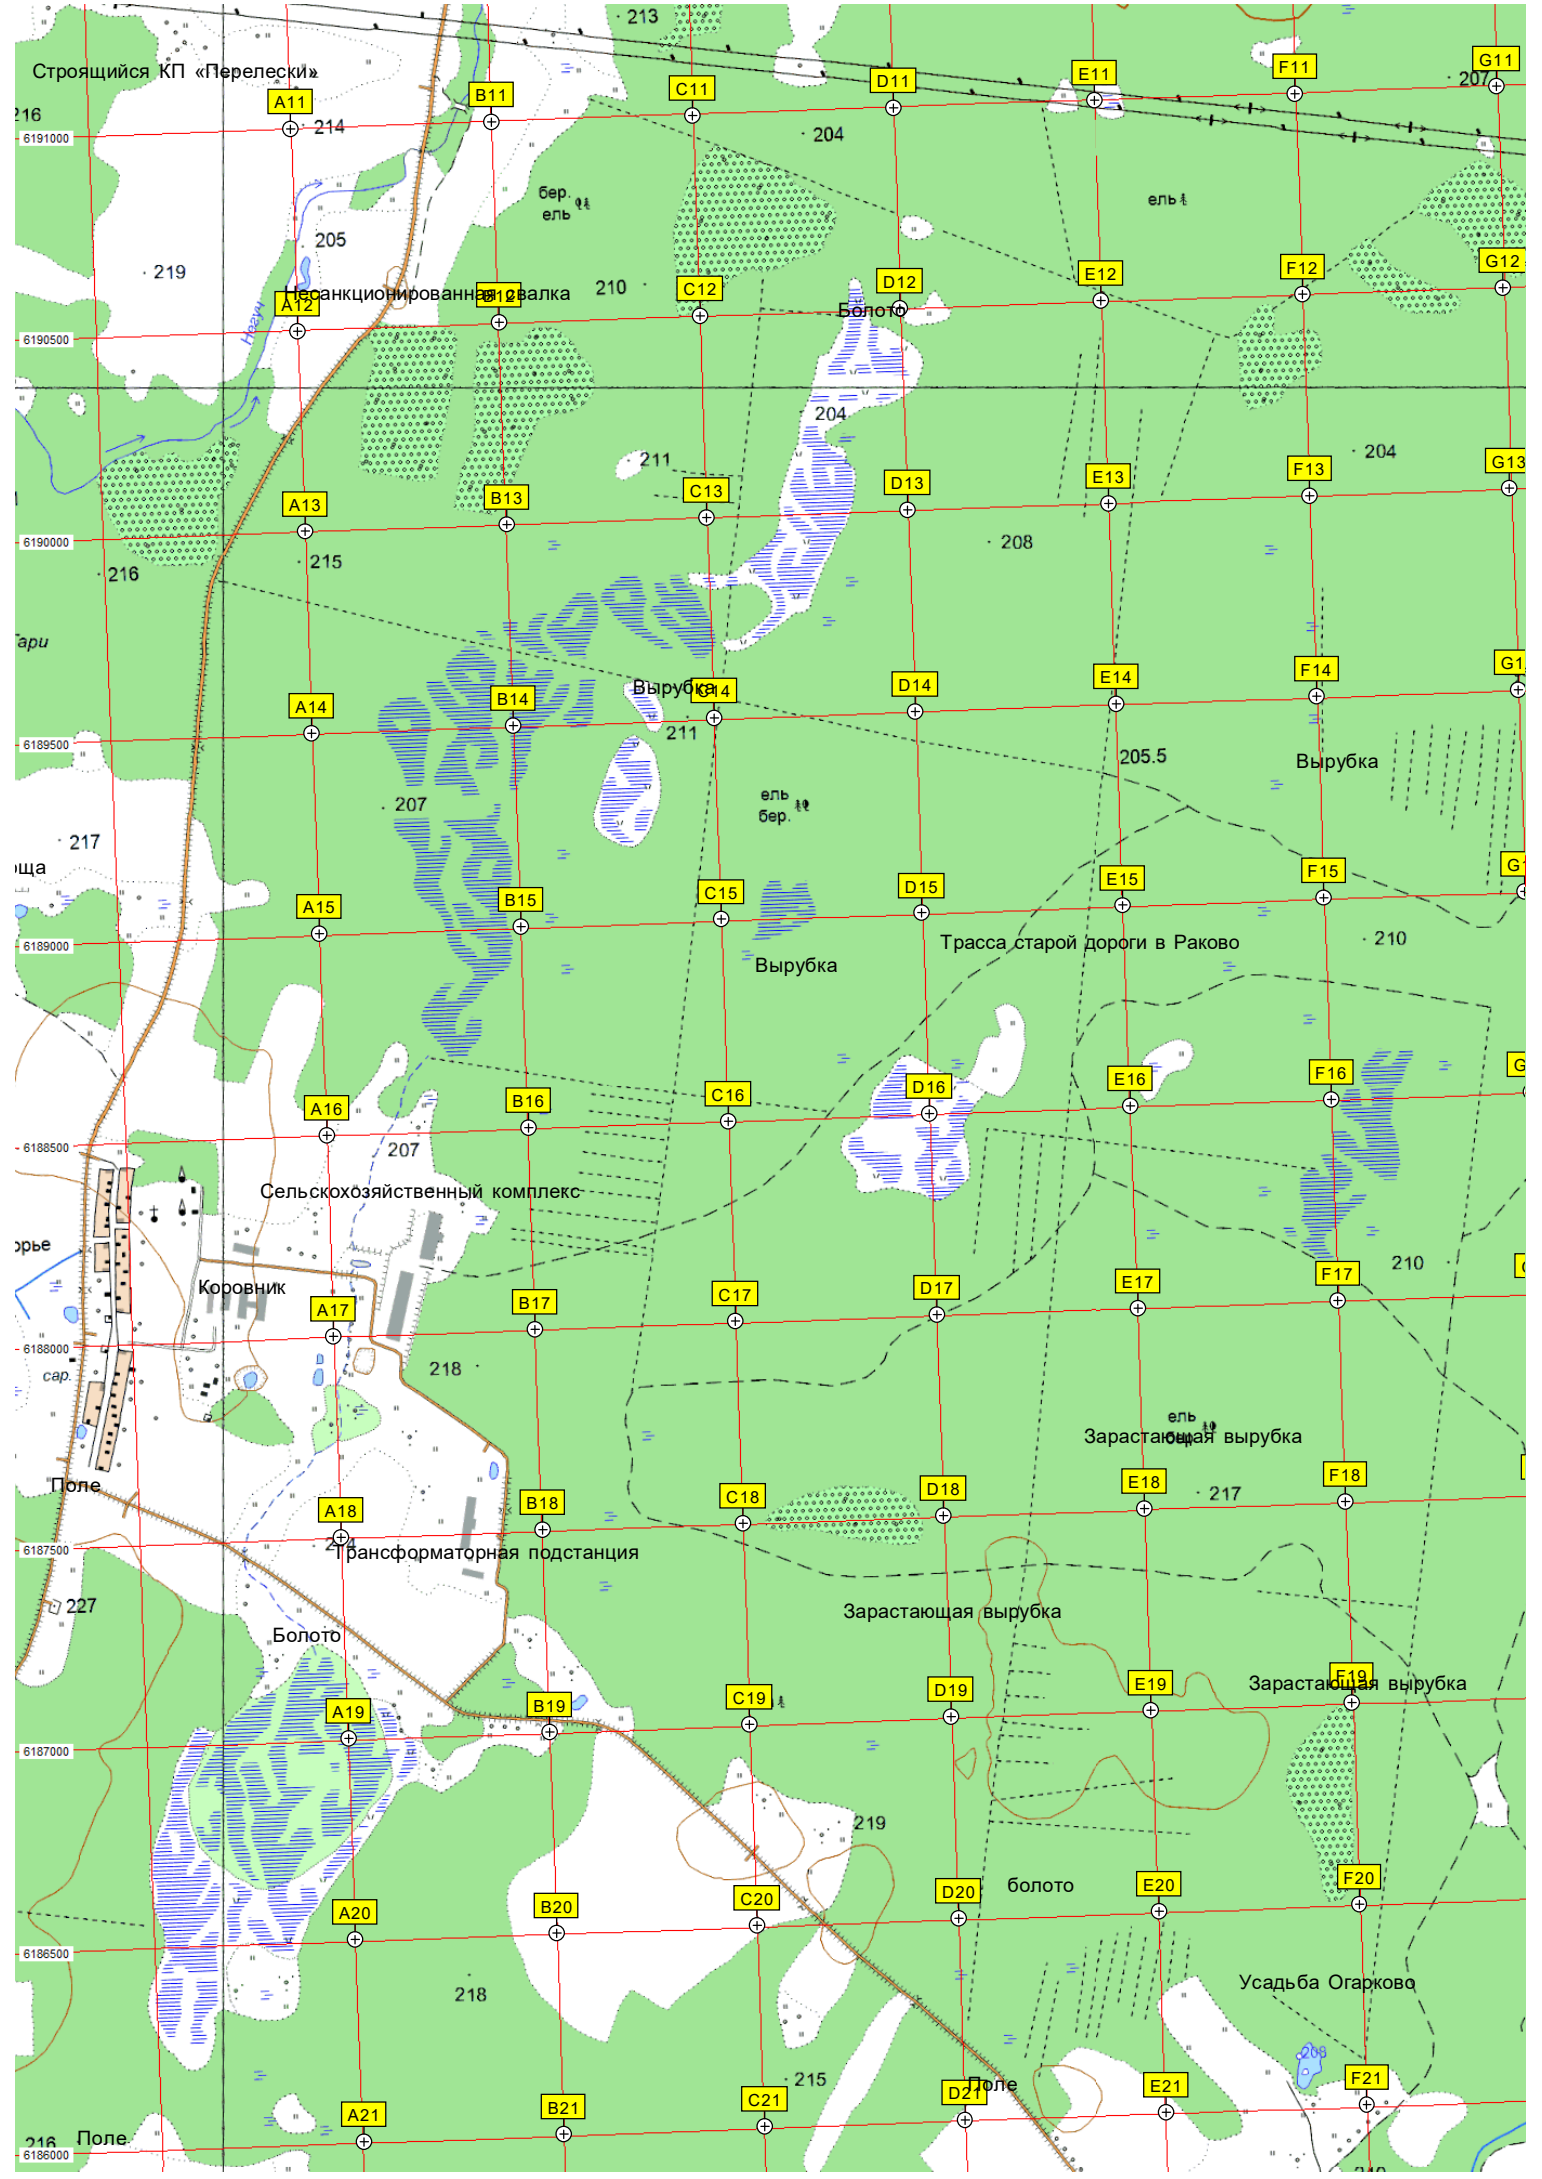 213
Строящийся КП «Перелески»
A11
B11
C11
D11
E11
F11
G11
207
216
214
204
6191000
бер.
ель
ель
205
219
210
Несанкционированная свалка
A12
B12
C12
D12
E12
F12
G12
Болото
Ногуч
6190500
204
211
204
A13
B13
C13
D13
E13
F13
G13
6190000
215
216
208
Гари
Вырубка
A14
B14
C14
D14
E14
F14
211
6189500
205.5
Вырубка
207
ель
бер.
217
оща
A15
B15
C15
D15
E15
F15
6189000
Трасса старой дороги в Раково
210
Вырубка
A16
B16
C16
D16
E16
F16
6188500
207
Сельскохозяйственный комплекс
орье
210
Коровник
A17
B17
C17
D17
E17
F17
6188000
сар.
218
ель
бер.
Зарастающая вырубка
Поле
A18
B18
C18
D18
E18
F18
217
6187500
Трансформаторная подстанция
227
Зарастающая вырубка
Болото
Зарастающая вырубка
A19
B19
C19
D19
E19
F19
6187000
219
болото
A20
B20
C20
D20
E20
F20
6186500
218
Усадьба Огарково
208
215
Поле
A21
B21
C21
D21
E21
F21
216
Поле
6186000